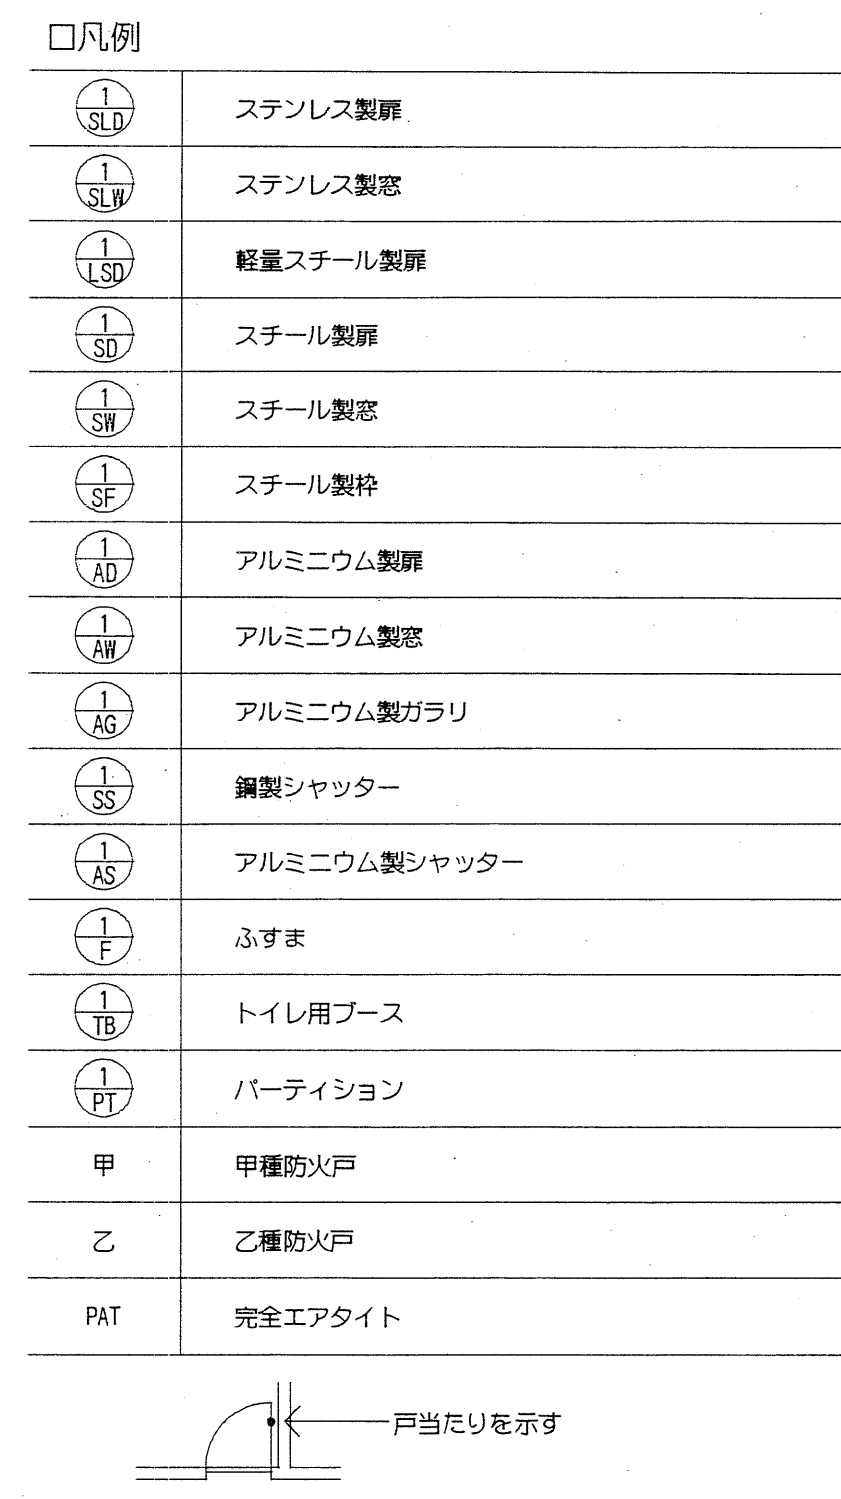 □凡例
1
SLD ステンレス製扉
1
SLW ステンレス製窓
1
LSD 軽量スチール製扉
1
SD スチール製扉
1
SW スチール製窓
1
SF スチール製枠
1
AD アルミニウム製扉
1
AW アルミニウム製窓
1
AG アルミニウム製ガラリ
1
SS 鋼製シャッター
1
AS アルミニウム製シャッター
1
F ふすま
1
TB トイレ用ブース
1
PT パーティション
甲 甲種防火戸
乙 乙種防火戸
PAT 完全エアタイト
戸当たりを示す